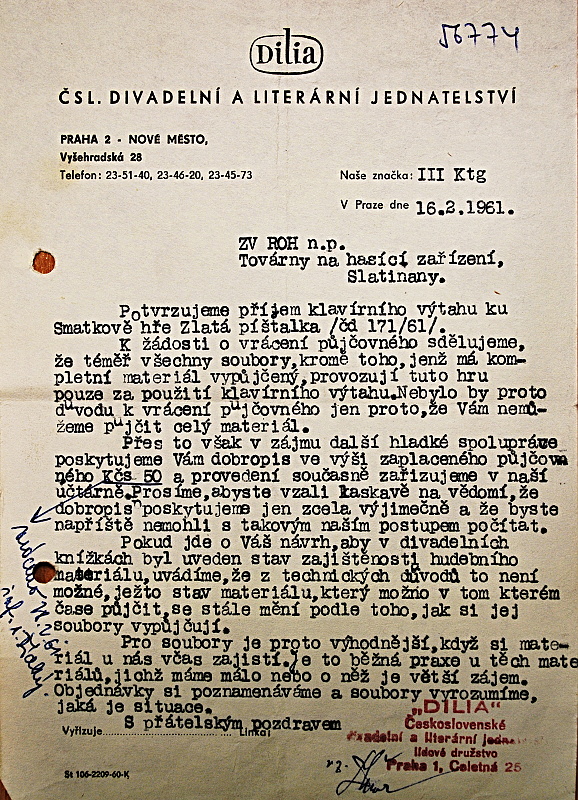 56774
Dilia
ČSL. DIVADELNÍ A LITERÁRNÍ JEDNATELSTVÍ
PRAHA 2 - NOVÉ MĚSTO,
Vyšehradská 28
Telefon: 23-51-40, 23-46-20, 23-45-73
Naše značka: III Ktg
V Praze dne 16.2.1961.
ZV ROH n.p.
Továrny na hasící zařízení,
Slatinany.
Potvrzujeme příjem klavírního výtahu ku
Smatkově hře Zlatá píštalka /čd 171/61/.
K žádosti o vrácení půjčovného sdělujeme,
že téměř všechny soubory,kromě toho,jenž má kom-
pletní materiál vypůjčený,provozují tuto hru
pouze za použití klavírního výtahu.Nebylo by proto
důvodu k vrácení půjčovného jen proto,že Vám nemů-
žeme půjčit celý materiál.
Přes to však v zájmu další hladké spolupráce
poskytujeme Vám dobropis ve výši zaplaceného půjčov
ného Kčs 50 a provedení současně zařizujeme v naší
účtárně.Prosíme,abyste vzali laskavě na vědomí,že
dobropis poskytujeme jen zcela výjimečně a že byste
napříště nemohli s takovým naším postupem počítat.
Pokud jde o Váš návrh,aby v divadelních
knížkách byl uveden stav zajištěnosti hudebního
materiálu,uvádíme,že z technických důvodů to není
možné,ježto stav materiálu,který možno v tom kterém
čase půjčit,se stále mění podle toho,jak si jej
soubory vypůjčují.
Pro soubory je proto výhodnější,když si mate-
riál u nás včas zajistí.je to běžná praxe u těch mate
riálů,jichž máme málo nebo o něž je větší zájem.
Objednávky si poznamenáváme a soubory vyrozumíme,
jaká je situace.
S přátelským pozdravem
Vyřizuje Linka:
„DILIA"
Československé
divadelní a literární jedna
lidové družstvo
Praha 1, Celetná 25
St 106-2209-60-K